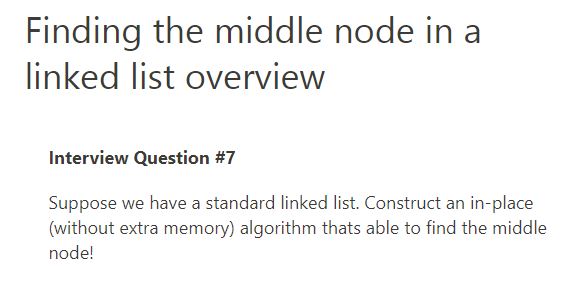 Finding the middle node in a
linked list overview
Interview Question #7
Suppose we have a standard linked list. Construct an in-place
(without extra memory) algorithm thats able to find the middle
node!